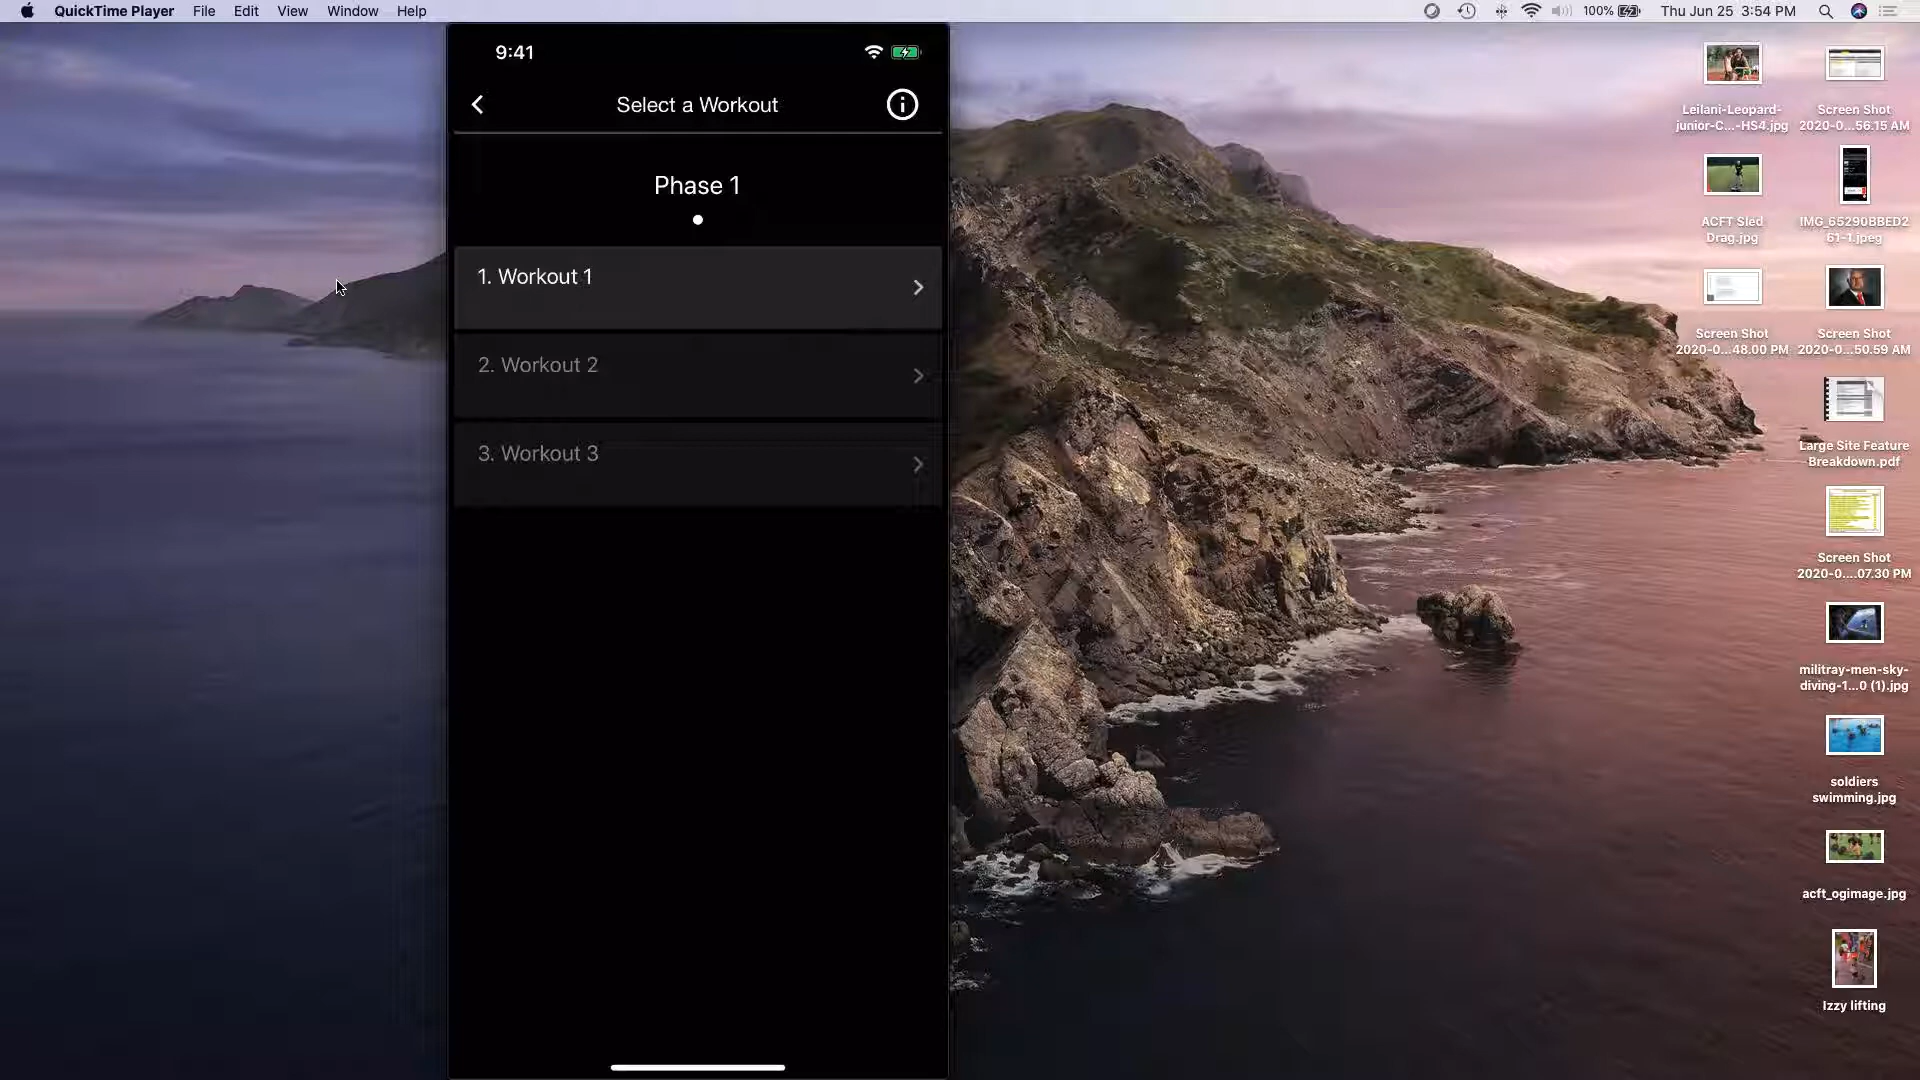 QuickTime Player File Edit View Window Help 100% Thu Jun 25 3:54 PM
9:41
Select a Workout
Phase 1
1. Workout 1
2. Workout 2
3. Workout 3
Leilani-Leopard-
junior-C...-HS4.jpg
Screen Shot
2020-0...56.15 AM
ACFT Sled
Drag.jpg
IMG_65290BBED2
61-1.jpeg
Screen Shot
2020-0...48.00 PM
Screen Shot
2020-0...50.59 AM
Large Site Feature
Breakdown.pdf
Screen Shot
2020-0....07.30 PM
militray-men-sky-
diving-1...0 (1).jpg
soldiers
swimming.jpg
acft_ogimage.jpg
Izzy lifting